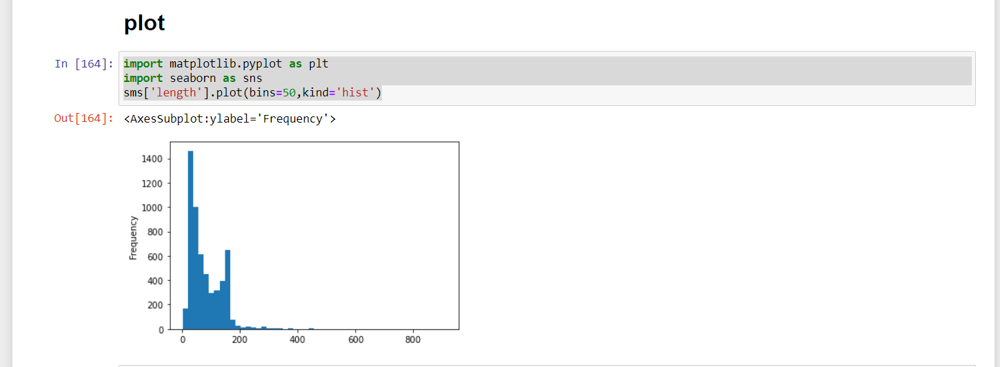 plot
In [164]: import matplotlib.pyplot as plt
import seaborn as sns
sms['length'].plot(bins=50,kind='hist')
Out[164]: <AxesSubplot:ylabel='Frequency'>
1400
1200
1000
800
600
400
200
0
Frequency
0 200 400 600 800